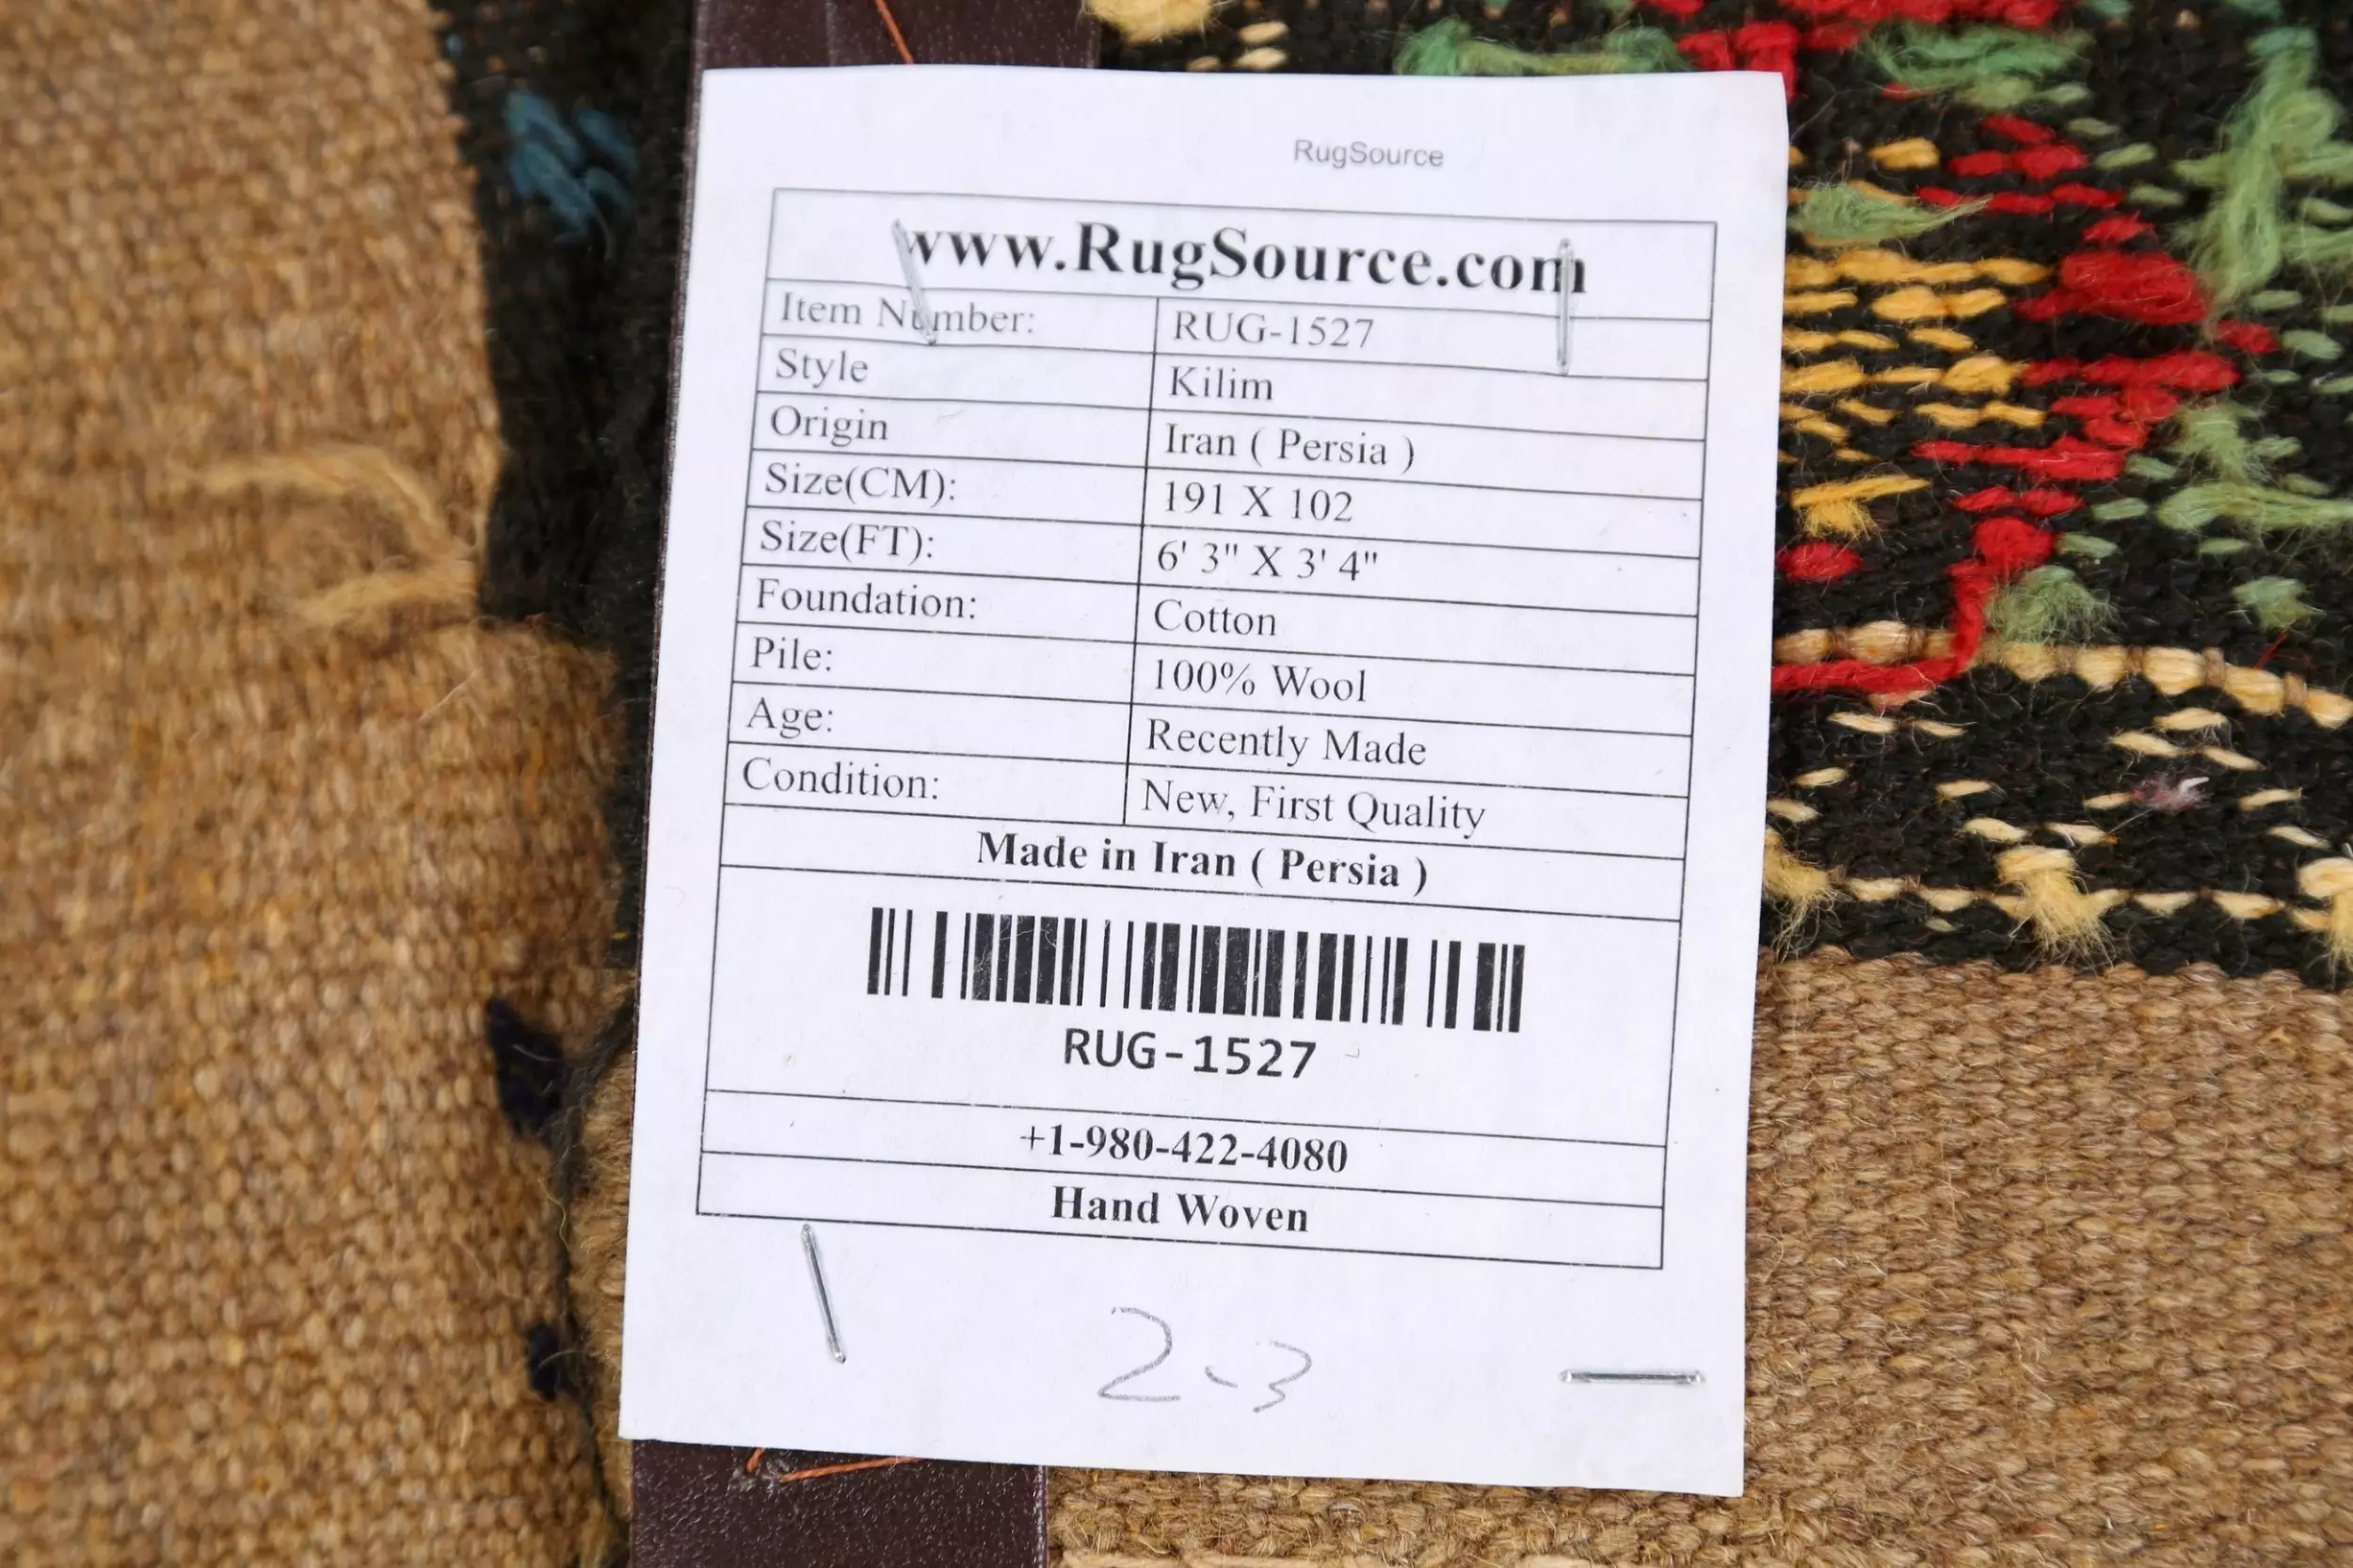 RugSource
www.RugSource.com
Item Number: RUG-1527
Style Kilim
Origin Iran ( Persia )
Size(CM): 191 X 102
Size(FT): 6' 3" X 3' 4"
Foundation: Cotton
Pile: 100% Wool
Age: Recently Made
Condition: New, First Quality
Made in Iran ( Persia )
RUG-1527
+1-980-422-4080
Hand Woven
2-3